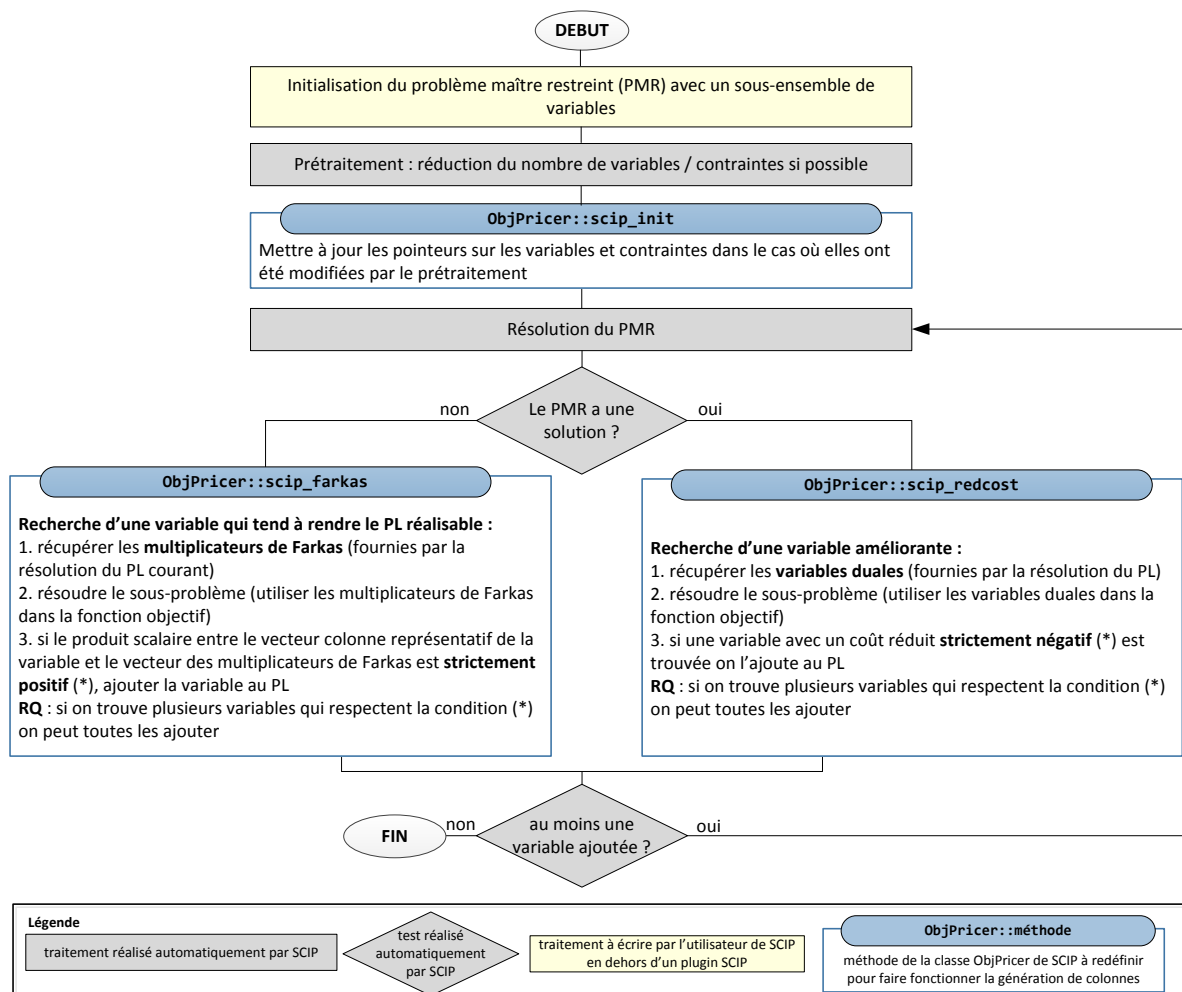 DEBUT
Initialisation du problème maître restreint (PMR) avec un sous-ensemble de
variables
Prétraitement : réduction du nombre de variables / contraintes si possible
ObjPricer::scip_init
Mettre à jour les pointeurs sur les variables et contraintes dans le cas où elles ont
été modifiées par le prétraitement
Résolution du PMR
non
Le PMR a une
solution ?
oui
ObjPricer::scip_farkas
Recherche d'une variable qui tend à rendre le PL réalisable :
1. récupérer les multiplicateurs de Farkas (fournies par la
résolution du PL courant)
2. résoudre le sous-problème (utiliser les multiplicateurs de Farkas
dans la fonction objectif)
3. si le produit scalaire entre le vecteur colonne représentatif de la
variable et le vecteur des multiplicateurs de Farkas est strictement
positif (*), ajouter la variable au PL
RQ : si on trouve plusieurs variables qui respectent la condition (*)
on peut toutes les ajouter
ObjPricer::scip_redcost
Recherche d'une variable améliorante :
1. récupérer les variables duales (fournies par la résolution du PL)
2. résoudre le sous-problème (utiliser les variables duales dans la
fonction objectif)
3. si une variable avec un coût réduit strictement négatif (*) est
trouvée on l'ajoute au PL
RQ : si on trouve plusieurs variables qui respectent la condition (*)
on peut toutes les ajouter
FIN
non
au moins une
variable ajoutée ?
oui
Légende
traitement réalisé automatiquement par SCIP
test réalisé
automatiquement
par SCIP
traitement à écrire par l'utilisateur de SCIP
en dehors d'un plugin SCIP
ObjPricer::méthode
méthode de la classe ObjPricer de SCIP à redéfinir
pour faire fonctionner la génération de colonnes